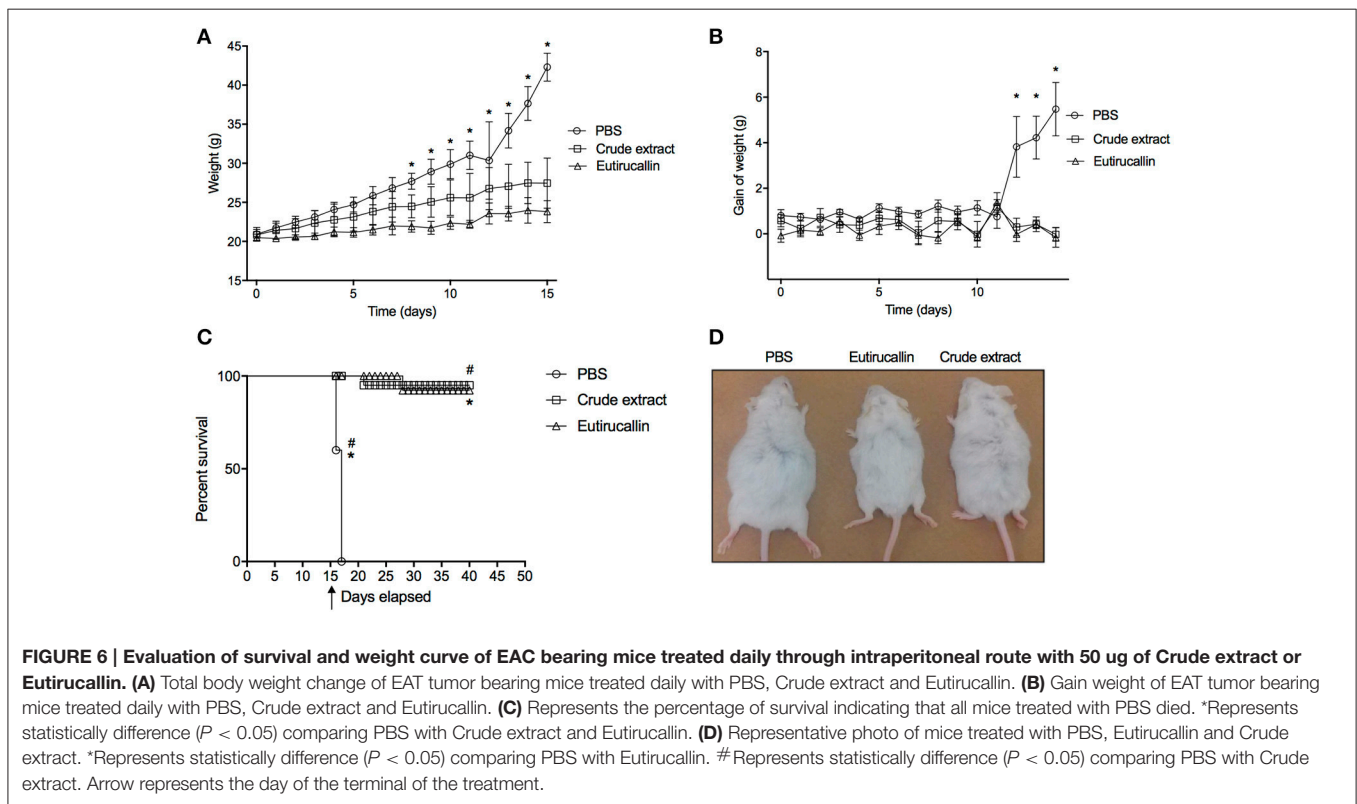 A
45
40
35
30
25
20
15
Weight (g)
0
5
10
15
Time (days)
*
*
*
*
*
*
*
*
PBS
Crude extract
Eutirucallin
B
8
6
4
2
0
Gain of weight (g)
0
5
10
Time (days)
*
*
*
PBS
Crude extract
Eutirucallin
C
100
50
0
Percent survival
0 5 10 15 20 25 30 35 40 45 50
Days elapsed
#
*
#
*
PBS
Crude extract
Eutirucallin
D
PBS Eutirucallin Crude extract
FIGURE 6 | Evaluation of survival and weight curve of EAC bearing mice treated daily through intraperitoneal route with 50 ug of Crude extract or
Eutirucallin. (A) Total body weight change of EAT tumor bearing mice treated daily with PBS, Crude extract and Eutirucallin. (B) Gain weight of EAT tumor bearing
mice treated daily with PBS, Crude extract and Eutirucallin. (C) Represents the percentage of survival indicating that all mice treated with PBS died. *Represents
statistically difference (P < 0.05) comparing PBS with Crude extract and Eutirucallin. (D) Representative photo of mice treated with PBS, Eutirucallin and Crude
extract. *Represents statistically difference (P < 0.05) comparing PBS with Eutirucallin. #Represents statistically difference (P < 0.05) comparing PBS with Crude
extract. Arrow represents the day of the terminal of the treatment.